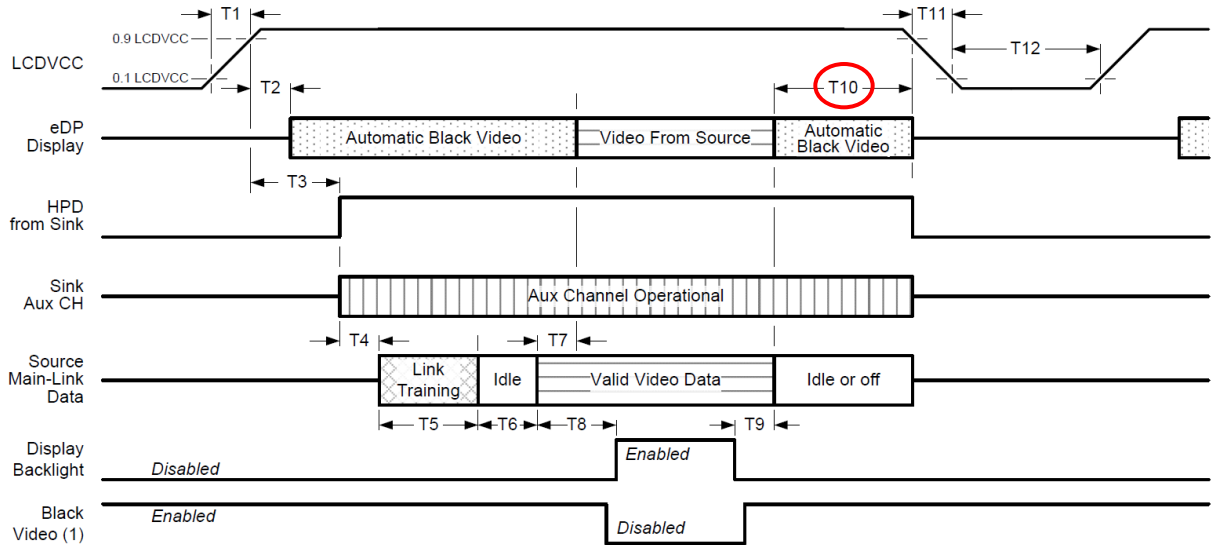 T1
T11
0.9 LCDVCC
LCDVCC
0.1 LCDVCC
T2
T10
T12
eDP
Display
Automatic Black Video
Video From Source
Automatic
Black Video
T3
HPD
from Sink
Sink
Aux CH
Aux Channel Operational
T4
T7
Source
Main-Link
Data
Link
Training
Idle
Valid Video Data
Idle or off
T5
T6
T8
T9
Display
Backlight
Disabled
Enabled
Black
Video (1)
Enabled
Disabled